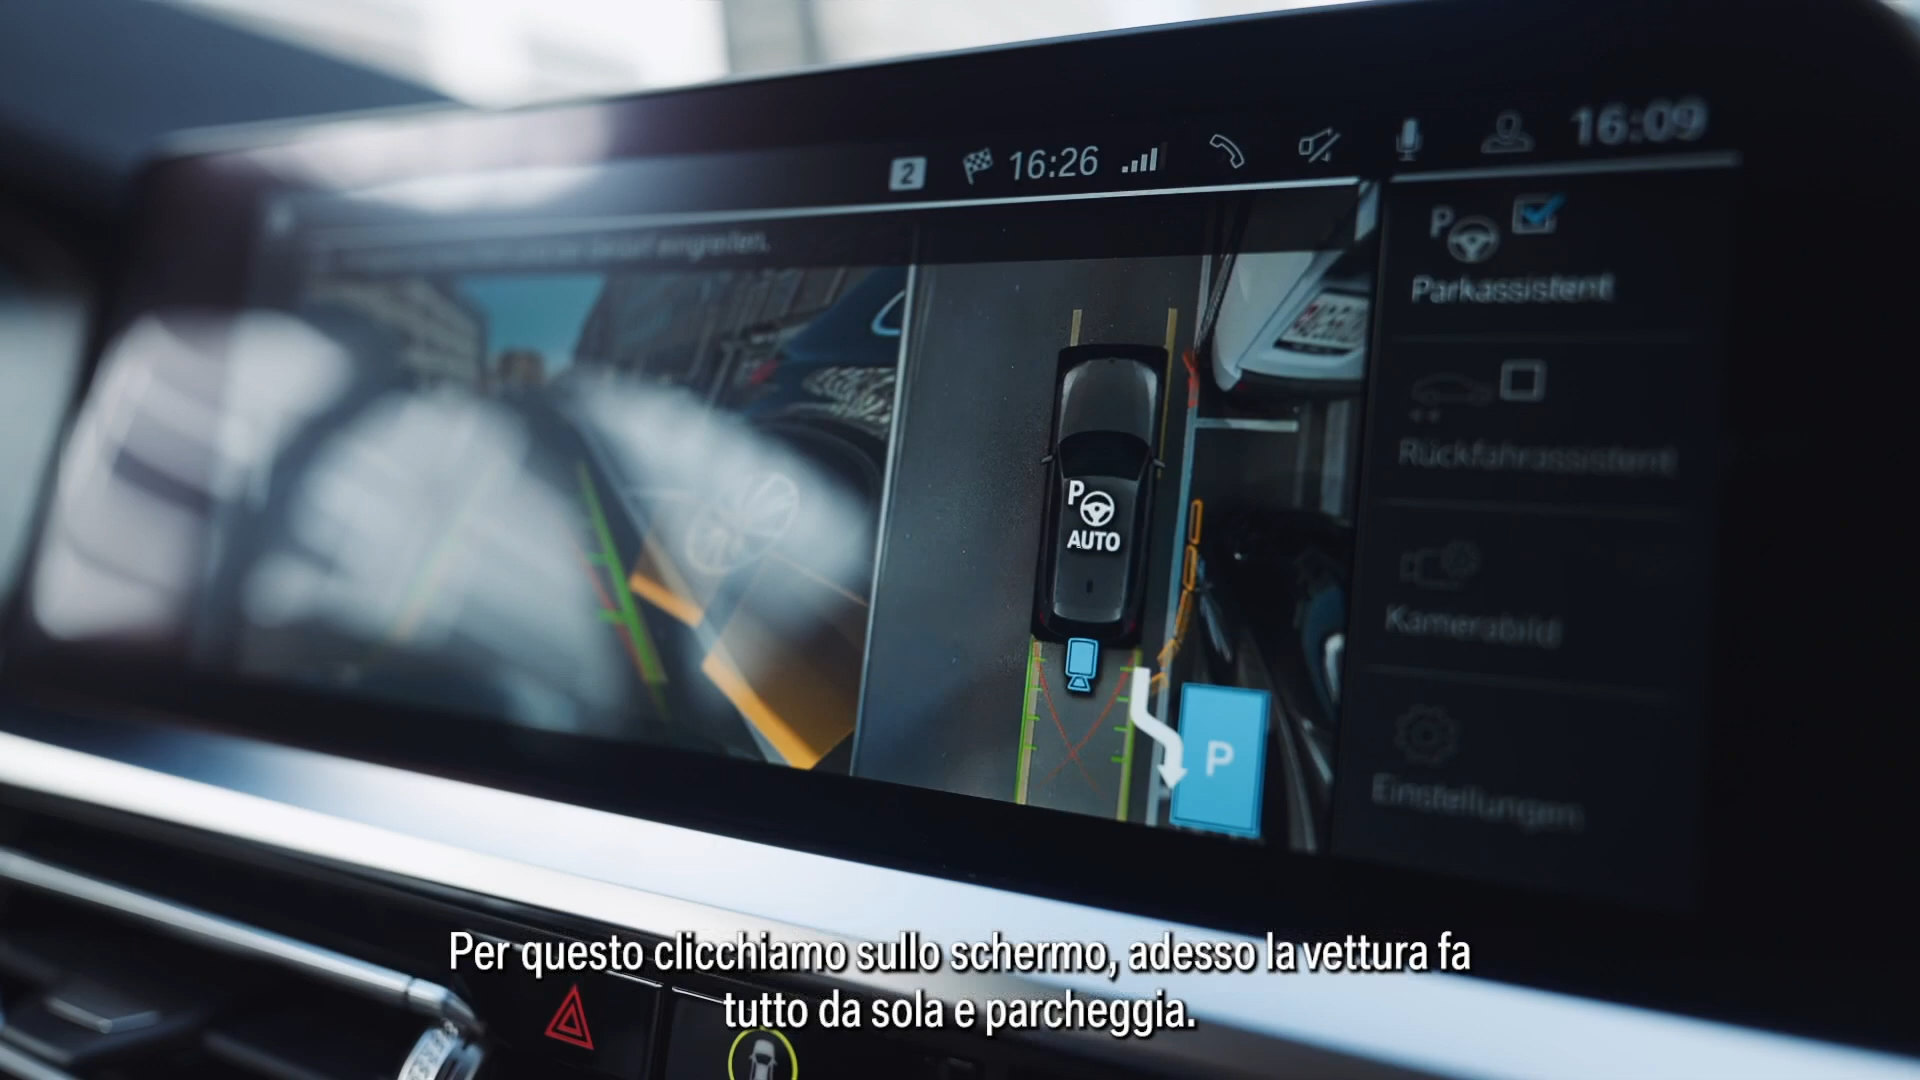 2 16:26 16:09
eingreifen.
P
Parkassistent
Rückfahrassistent
Kamerabild
Einstellungen
P
AUTO
P
Per questo clicchiamo sullo schermo, adesso la vettura fa
tutto da sola e parcheggia.